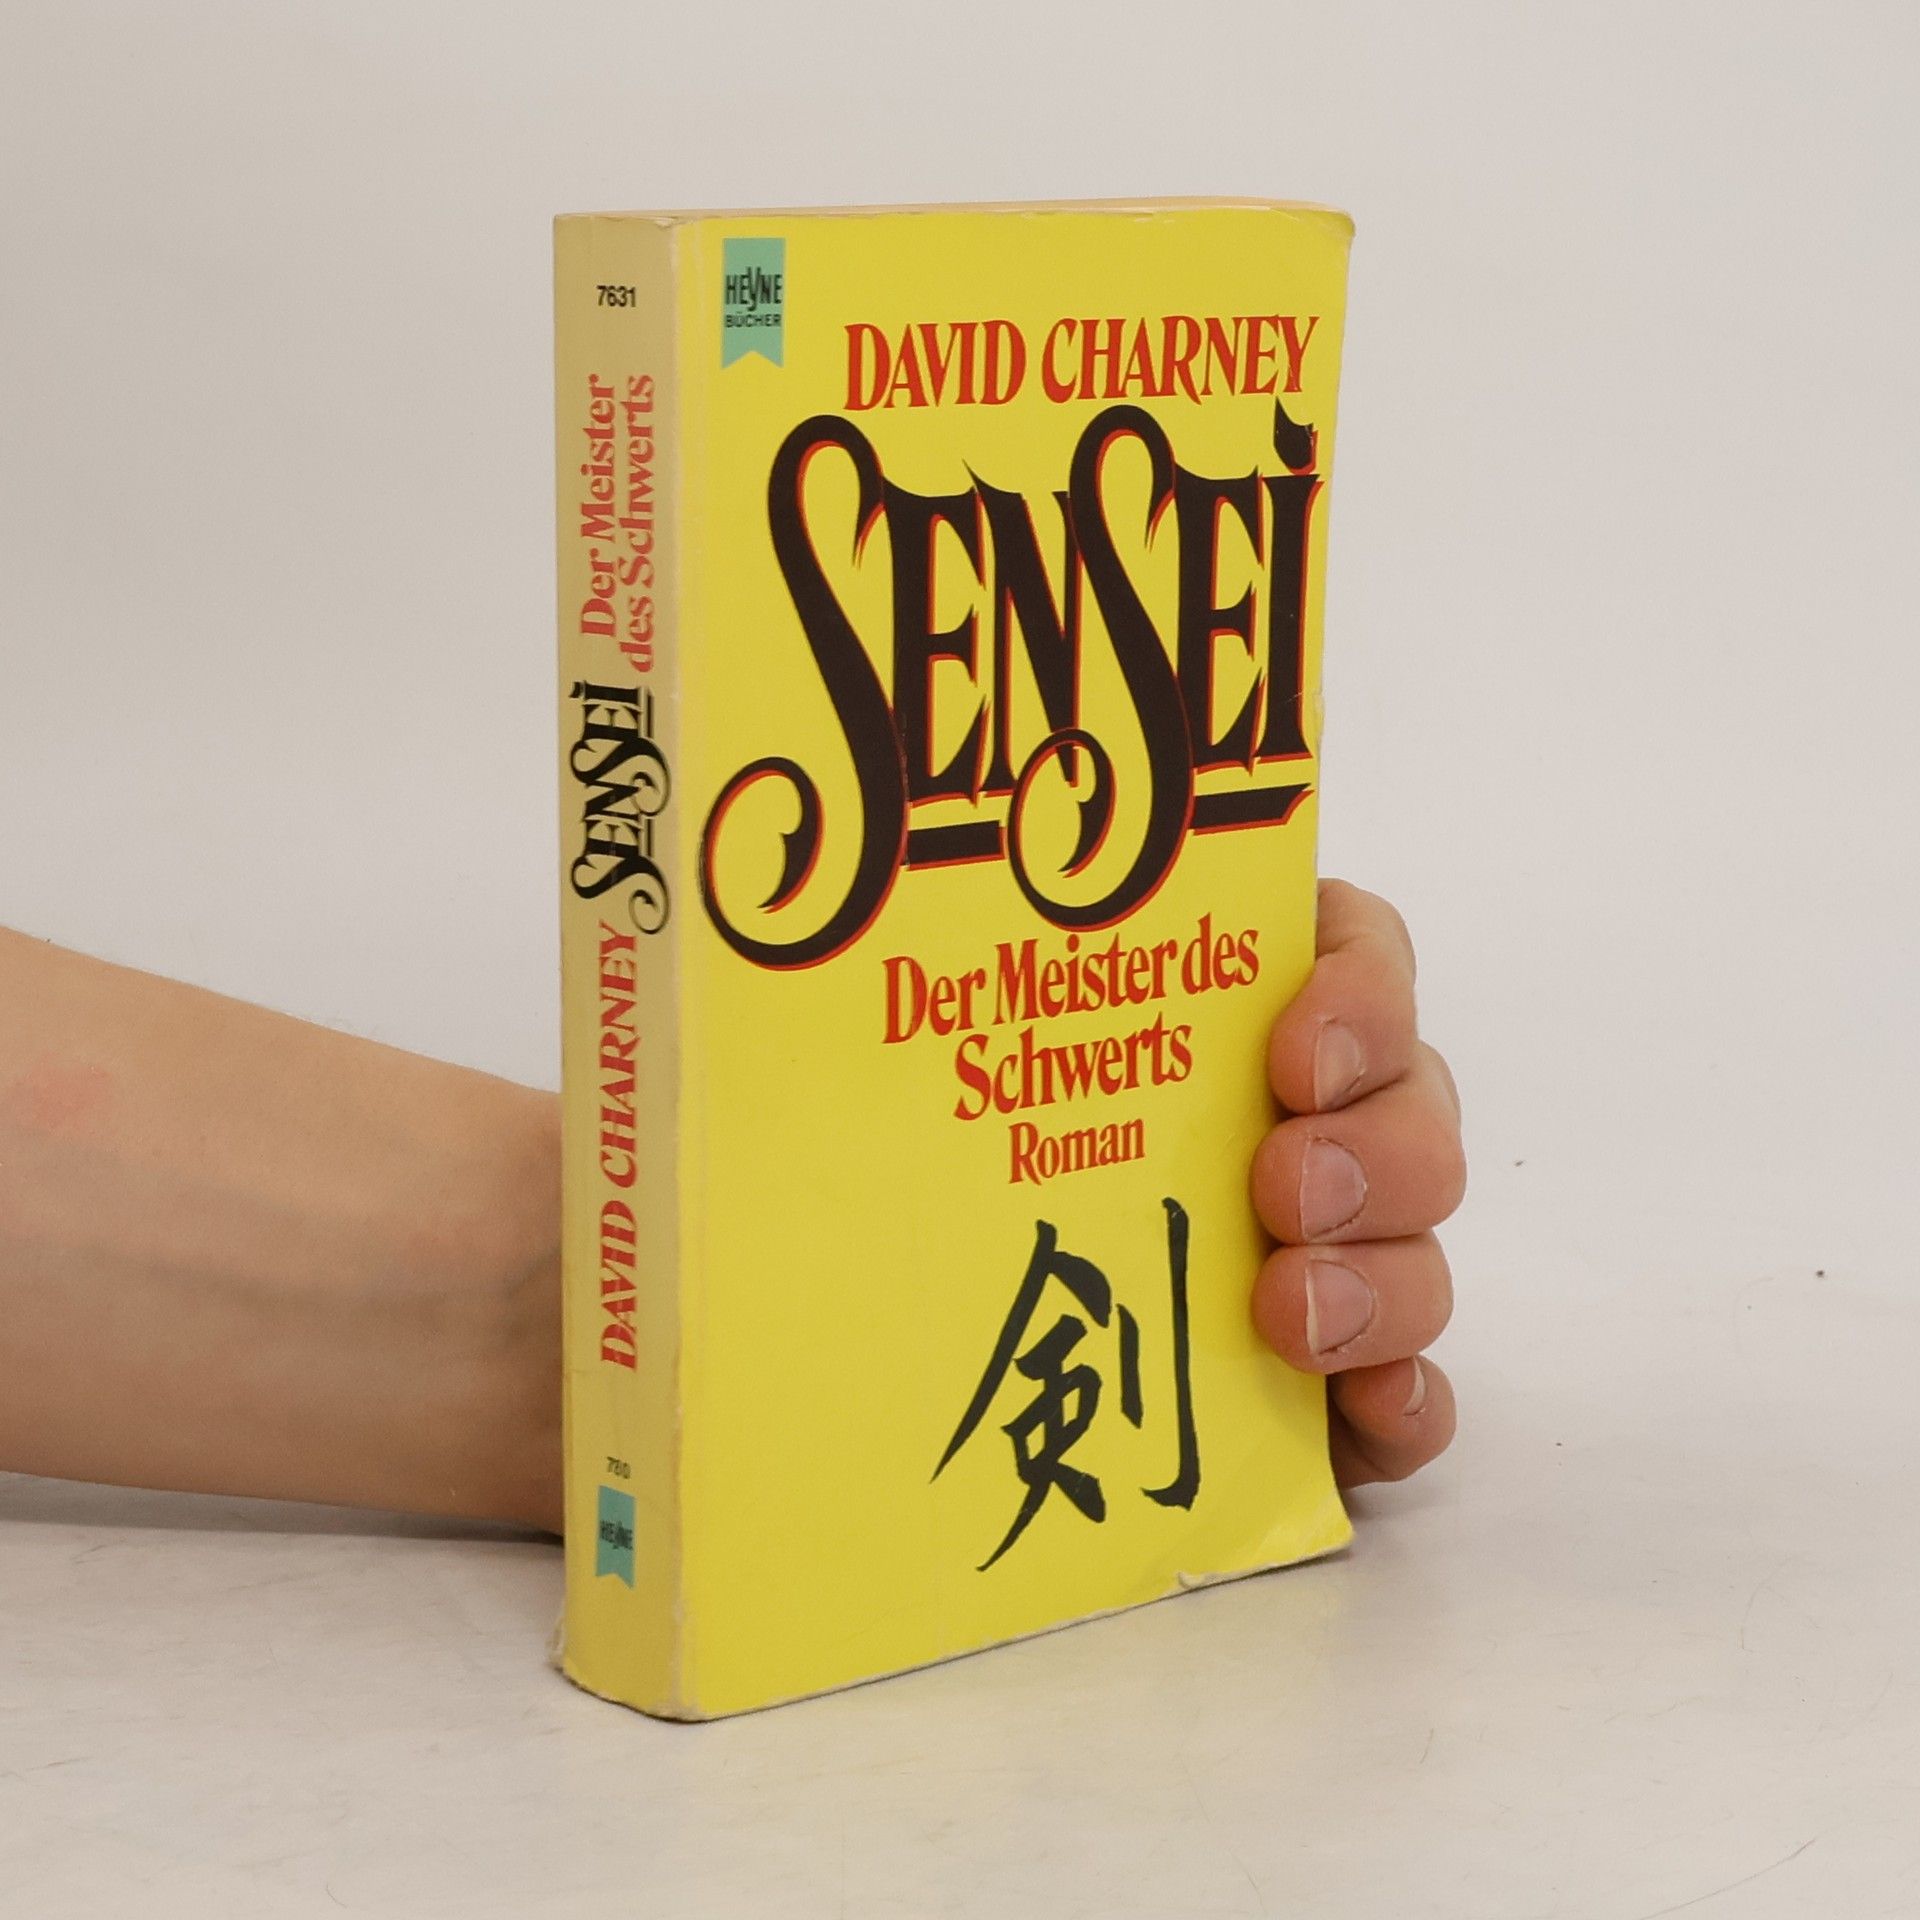 7631
Der Meister
des Schwerts
SENSEI
DAVID CHARNEY
780
HEYNE
HEYNE
BÜCHER
DAVID CHARNEY
SENSEI
Der Meister des
Schwerts
Roman
剣